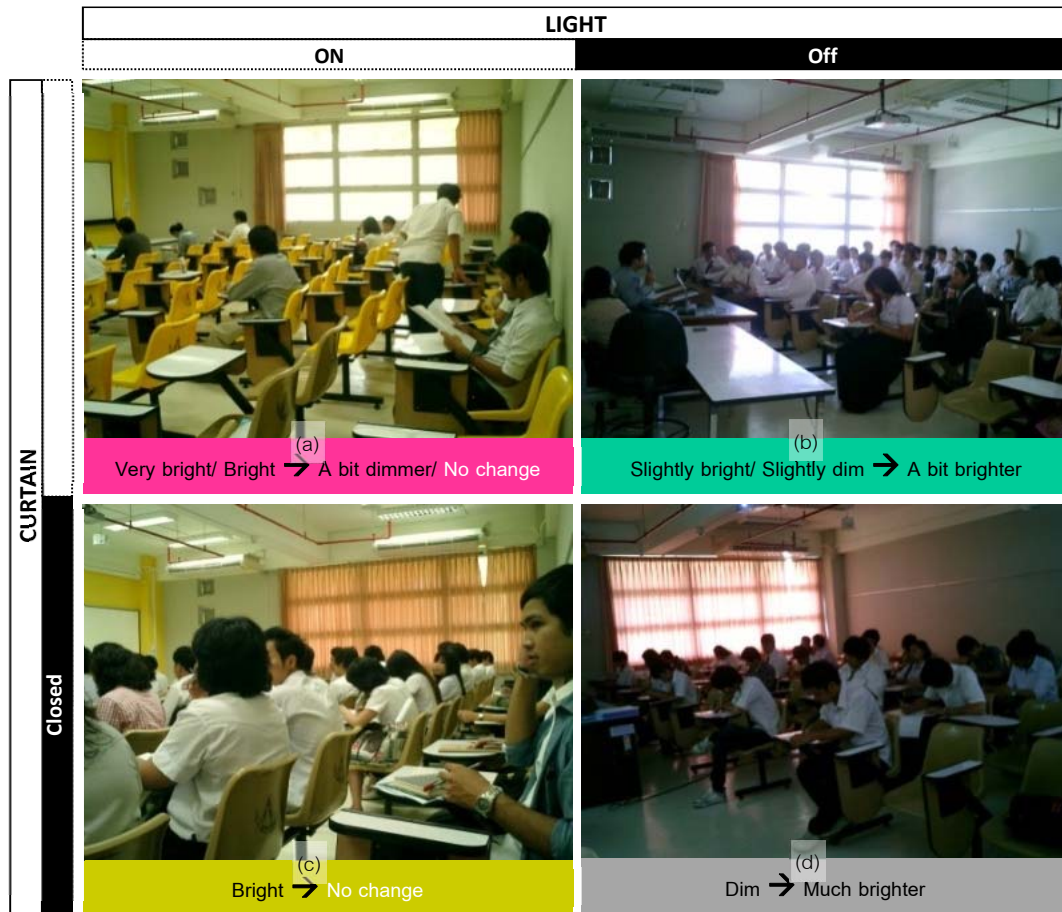 LIGHT
ON
Off
CURTAIN
(a)
Very bright/ Bright → A bit dimmer/ No change
(b)
Slightly bright/ Slightly dim → A bit brighter
Closed
(c)
Bright → No change
(d)
Dim → Much brighter